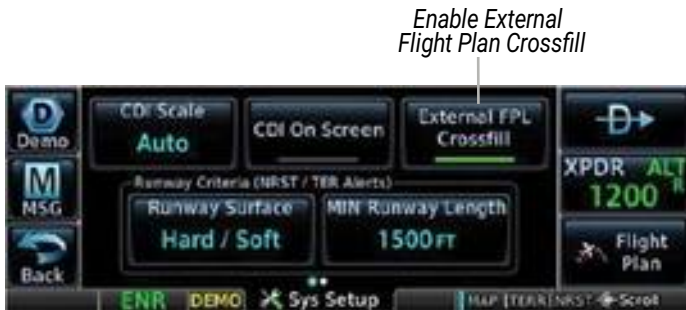 Enable External
Flight Plan Crossfill
Demo
CDI Scale
Auto
CDI On Screen
External FPL
Crossfill
XPDR ALT
1200 R
MSG
Runway Criteria (NRST / TER Alerts)
Runway Surface
Hard / Soft
MIN Runway Length
1500 FT
Flight
Plan
Back
ENR DEMO Sys Setup MAP TERR NRST Scroll